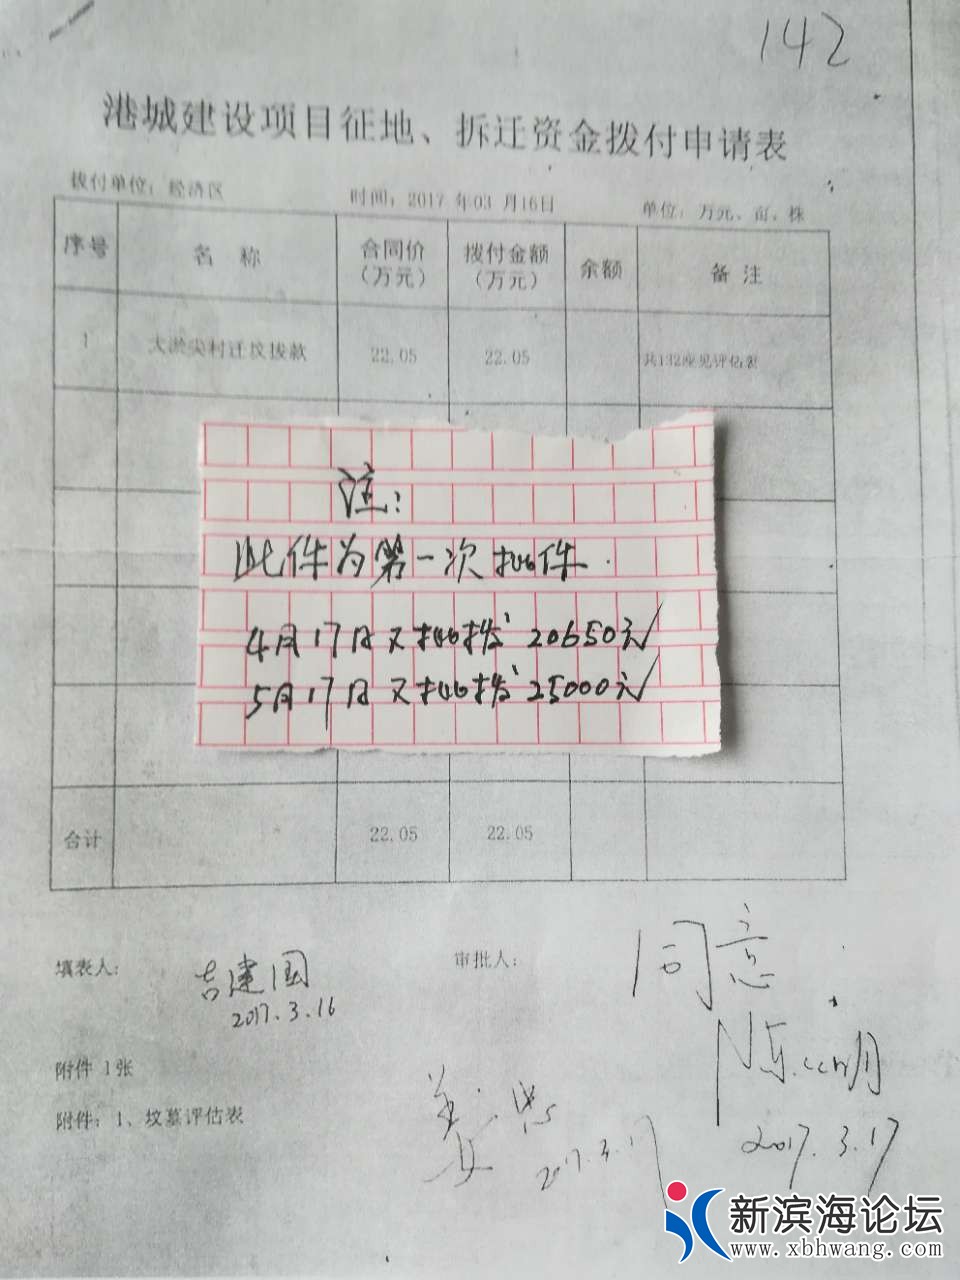 142
港城建设项目征地、拆迁资金拨付申请表
拨付单位：经济区 时间：2017 年03 月16日 单位：万元、亩、株
序号 名 称 合同价（万元） 拨付金额（万元） 余额 备 注
1 大淤尖村迁坟拨款 22.05 22.05 共132座见评估表
注：
此件为第一次批件.
4月17日又批拨20650元√
5月17日又批拨25000元√
合计 22.05 22.05
填表人： 吉建国 审批人： 同意
2017.3.16
附件 1张
附件：1、坟墓评估表
2017.3.17
2017.3.17
新滨海论坛
www.xbhwang.com